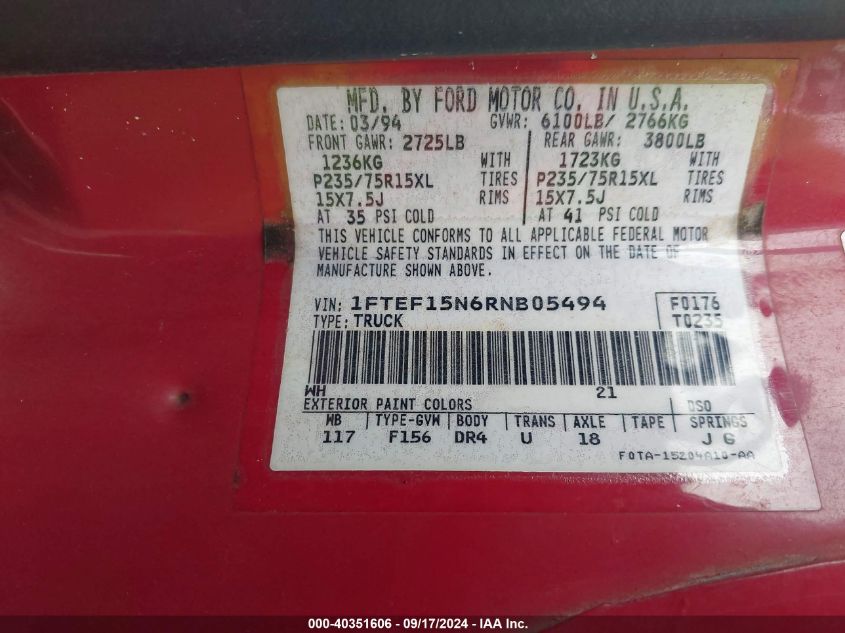 MFD. BY FORD MOTOR CO. IN U.S.A.
DATE: 03/94 GVWR: 6100LB/ 2766KG
FRONT GAWR: 2725LB REAR GAWR: 3800LB
1236KG WITH 1723KG WITH
P235/75R15XL TIRES P235/75R15XL TIRES
15X7.5J RIMS 15X7.5J RIMS
AT 35 PSI COLD AT 41 PSI COLD
THIS VEHICLE CONFORMS TO ALL APPLICABLE FEDERAL MOTOR
VEHICLE SAFETY STANDARDS IN EFFECT ON THE DATE OF
MANUFACTURE SHOWN ABOVE.
VIN: 1FTEF15N6RNB05494 F0176
TYPE: TRUCK T0235
WH 21
EXTERIOR PAINT COLORS DSO
WB TYPE-GVW BODY TRANS AXLE TAPE SPRINGS
117 F156 DR4 U 18 J G
F0TA-15204A10-AA
000-40351606 - 09/17/2024 - IAA Inc.